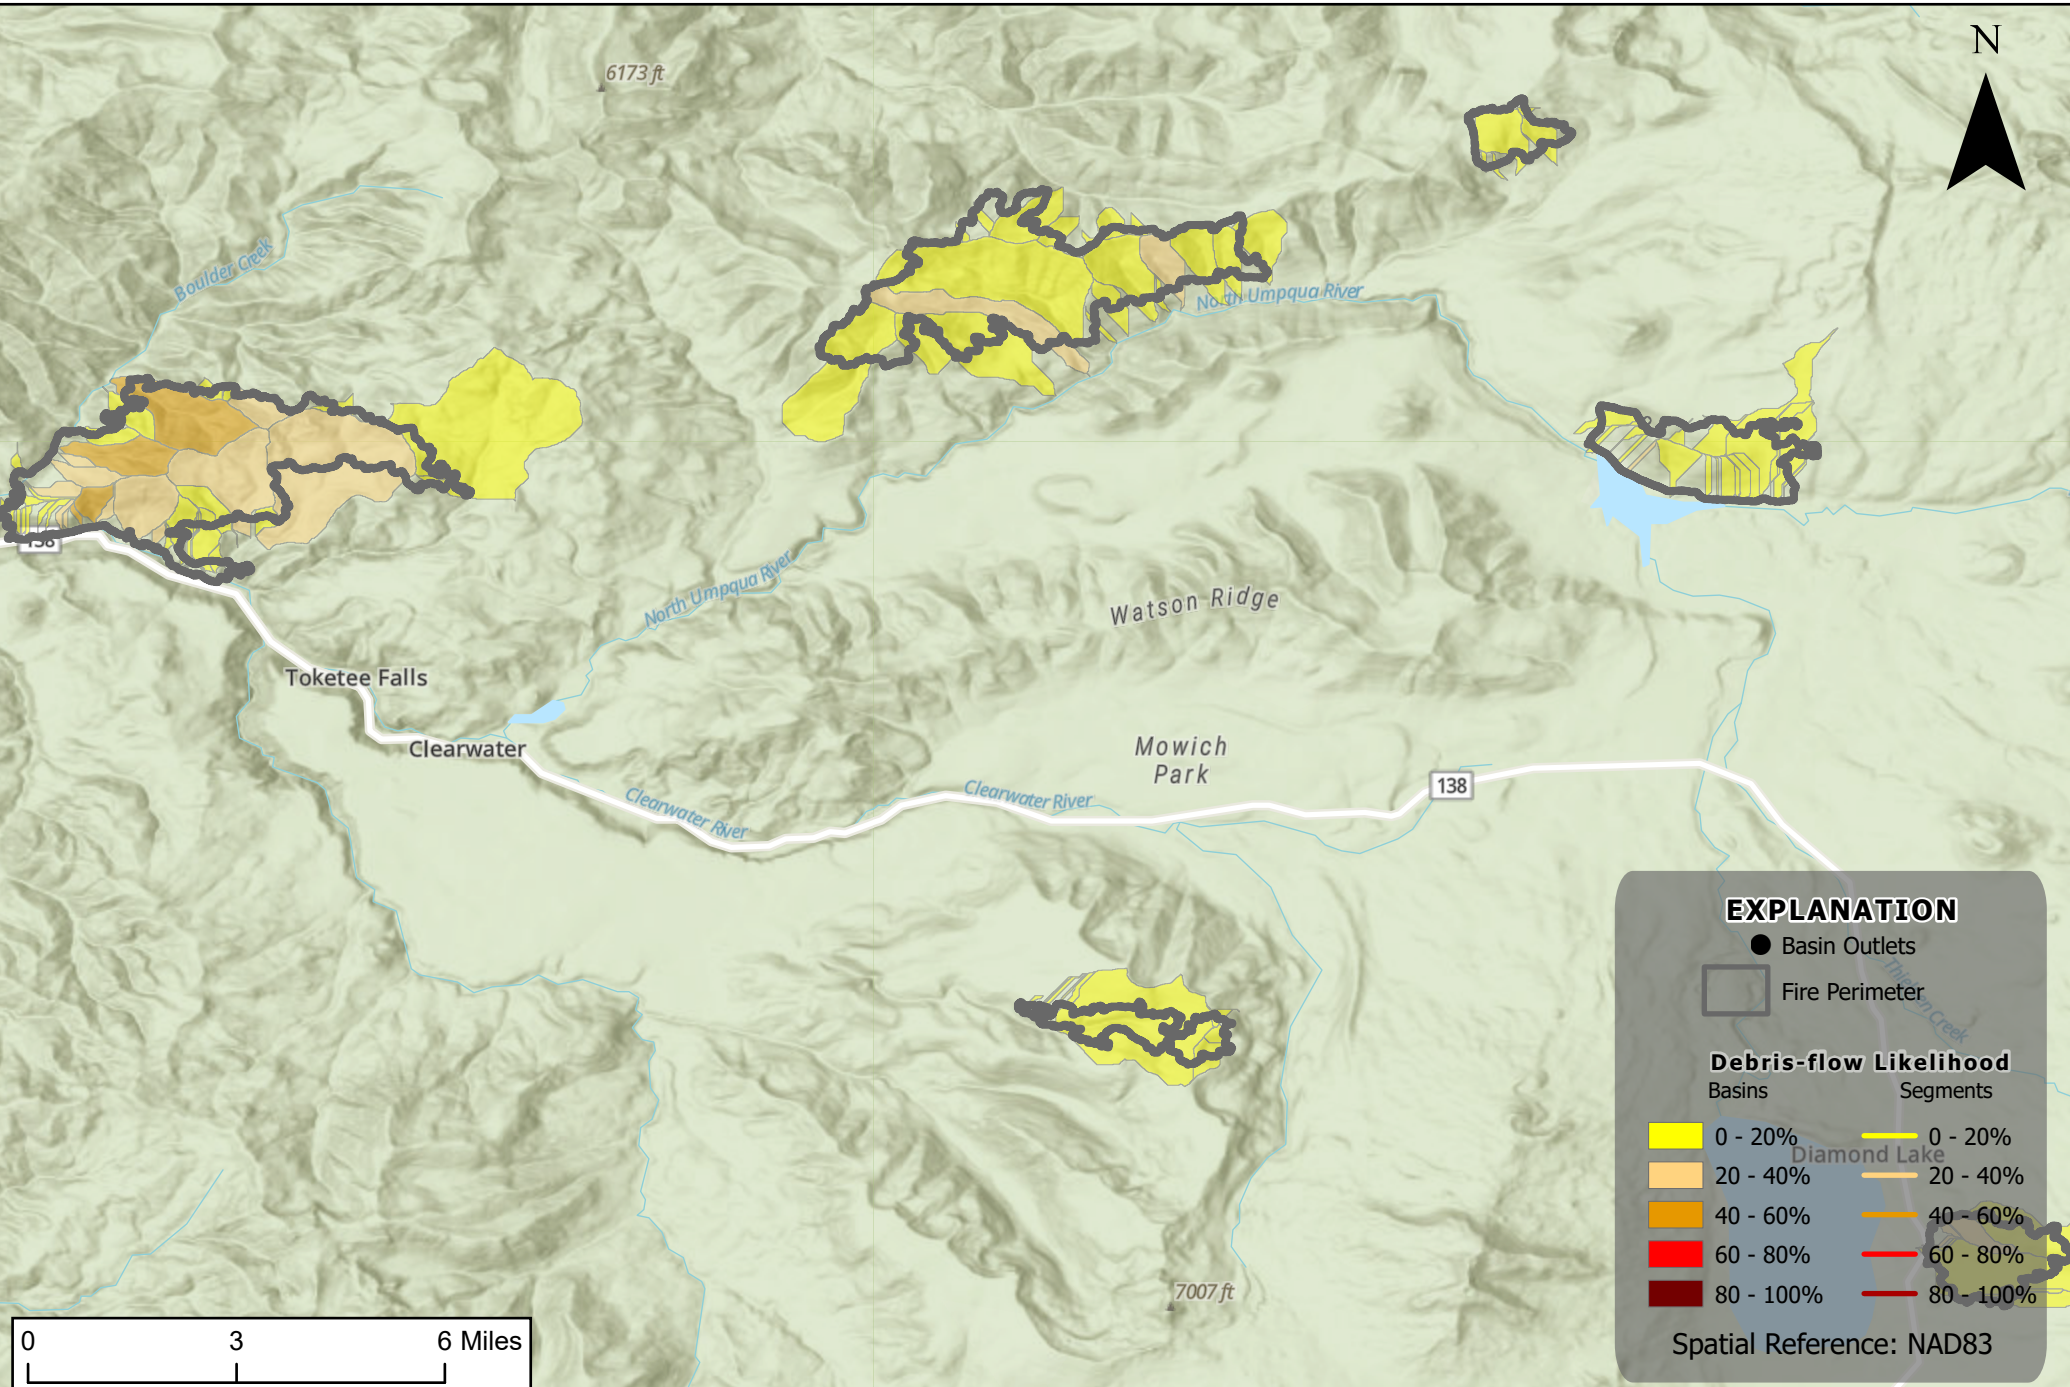 N
6173 ft
Boulder Creek
North Umpqua River
138
North Umpqua River
Watson Ridge
Toketee Falls
Clearwater
Mowich
Park
138
Clearwater River
Clearwater River
7007 ft
EXPLANATION
Basin Outlets
Fire Perimeter
Thielsen Creek
Debris-flow Likelihood
Basins Segments
0 - 20% 0 - 20%
Diamond Lake
20 - 40% 20 - 40%
40 - 60% 40 - 60%
60 - 80% 60 - 80%
80 - 100% 80 - 100%
Spatial Reference: NAD83
0 3 6 Miles